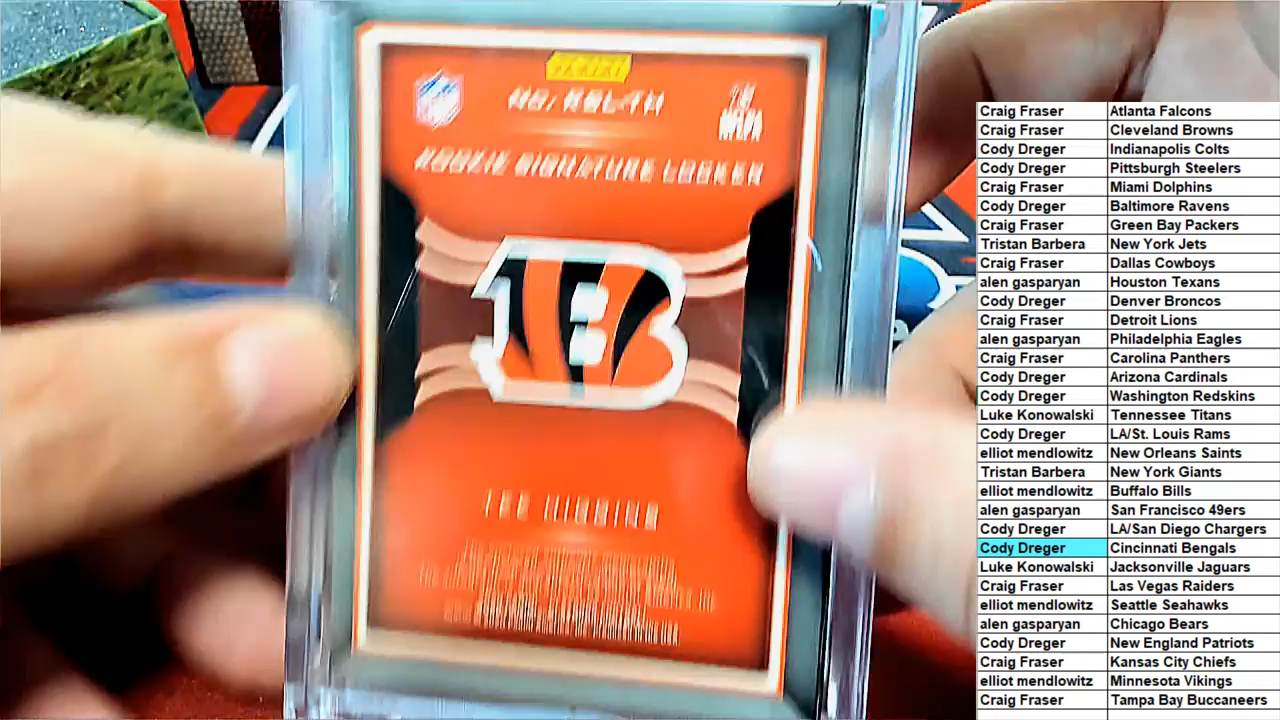 PANINI
NFL
ROOKIE SIGNATURE LOCKER
TEE HIGGINS
Craig Fraser Atlanta Falcons
Craig Fraser Cleveland Browns
Cody Dreger Indianapolis Colts
Cody Dreger Pittsburgh Steelers
Craig Fraser Miami Dolphins
Cody Dreger Baltimore Ravens
Craig Fraser Green Bay Packers
Tristan Barbera New York Jets
Craig Fraser Dallas Cowboys
alen gasparyan Houston Texans
Cody Dreger Denver Broncos
Craig Fraser Detroit Lions
alen gasparyan Philadelphia Eagles
Craig Fraser Carolina Panthers
Cody Dreger Arizona Cardinals
Cody Dreger Washington Redskins
Luke Konowalski Tennessee Titans
Cody Dreger LA/St. Louis Rams
elliot mendlowitz New Orleans Saints
Tristan Barbera New York Giants
elliot mendlowitz Buffalo Bills
alen gasparyan San Francisco 49ers
Cody Dreger LA/San Diego Chargers
Cody Dreger Cincinnati Bengals
Luke Konowalski Jacksonville Jaguars
Craig Fraser Las Vegas Raiders
elliot mendlowitz Seattle Seahawks
alen gasparyan Chicago Bears
Cody Dreger New England Patriots
Craig Fraser Kansas City Chiefs
elliot mendlowitz Minnesota Vikings
Craig Fraser Tampa Bay Buccaneers